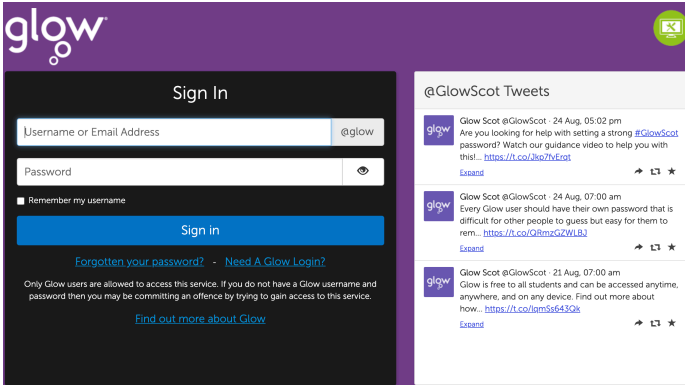 glow
Sign In
Username or Email Address
@glow
Password
Remember my username
Sign in
Forgotten your password? - Need A Glow Login?
Only Glow users are allowed to access this service. If you do not have a Glow username and
password then you may be committing an offence by trying to gain access to this service.
Find out more about Glow
@GlowScot Tweets
glow
Glow Scot @GlowScot · 24 Aug, 05:02 pm
Are you looking for help with setting a strong #GlowScot
password? Watch our guidance video to help you with
this!... https://t.co/Jkp7fvErqt
Expand
glow
Glow Scot @GlowScot · 24 Aug, 07:00 am
Every Glow user should have their own password that is
difficult for other people to guess but easy for them to
rem... https://t.co/QRmzGZWLBJ
Expand
glow
Glow Scot @GlowScot · 21 Aug, 07:00 am
Glow is free to all students and can be accessed anytime,
anywhere, and on any device. Find out more about
how... https://t.co/iqmSs643Qk
Expand